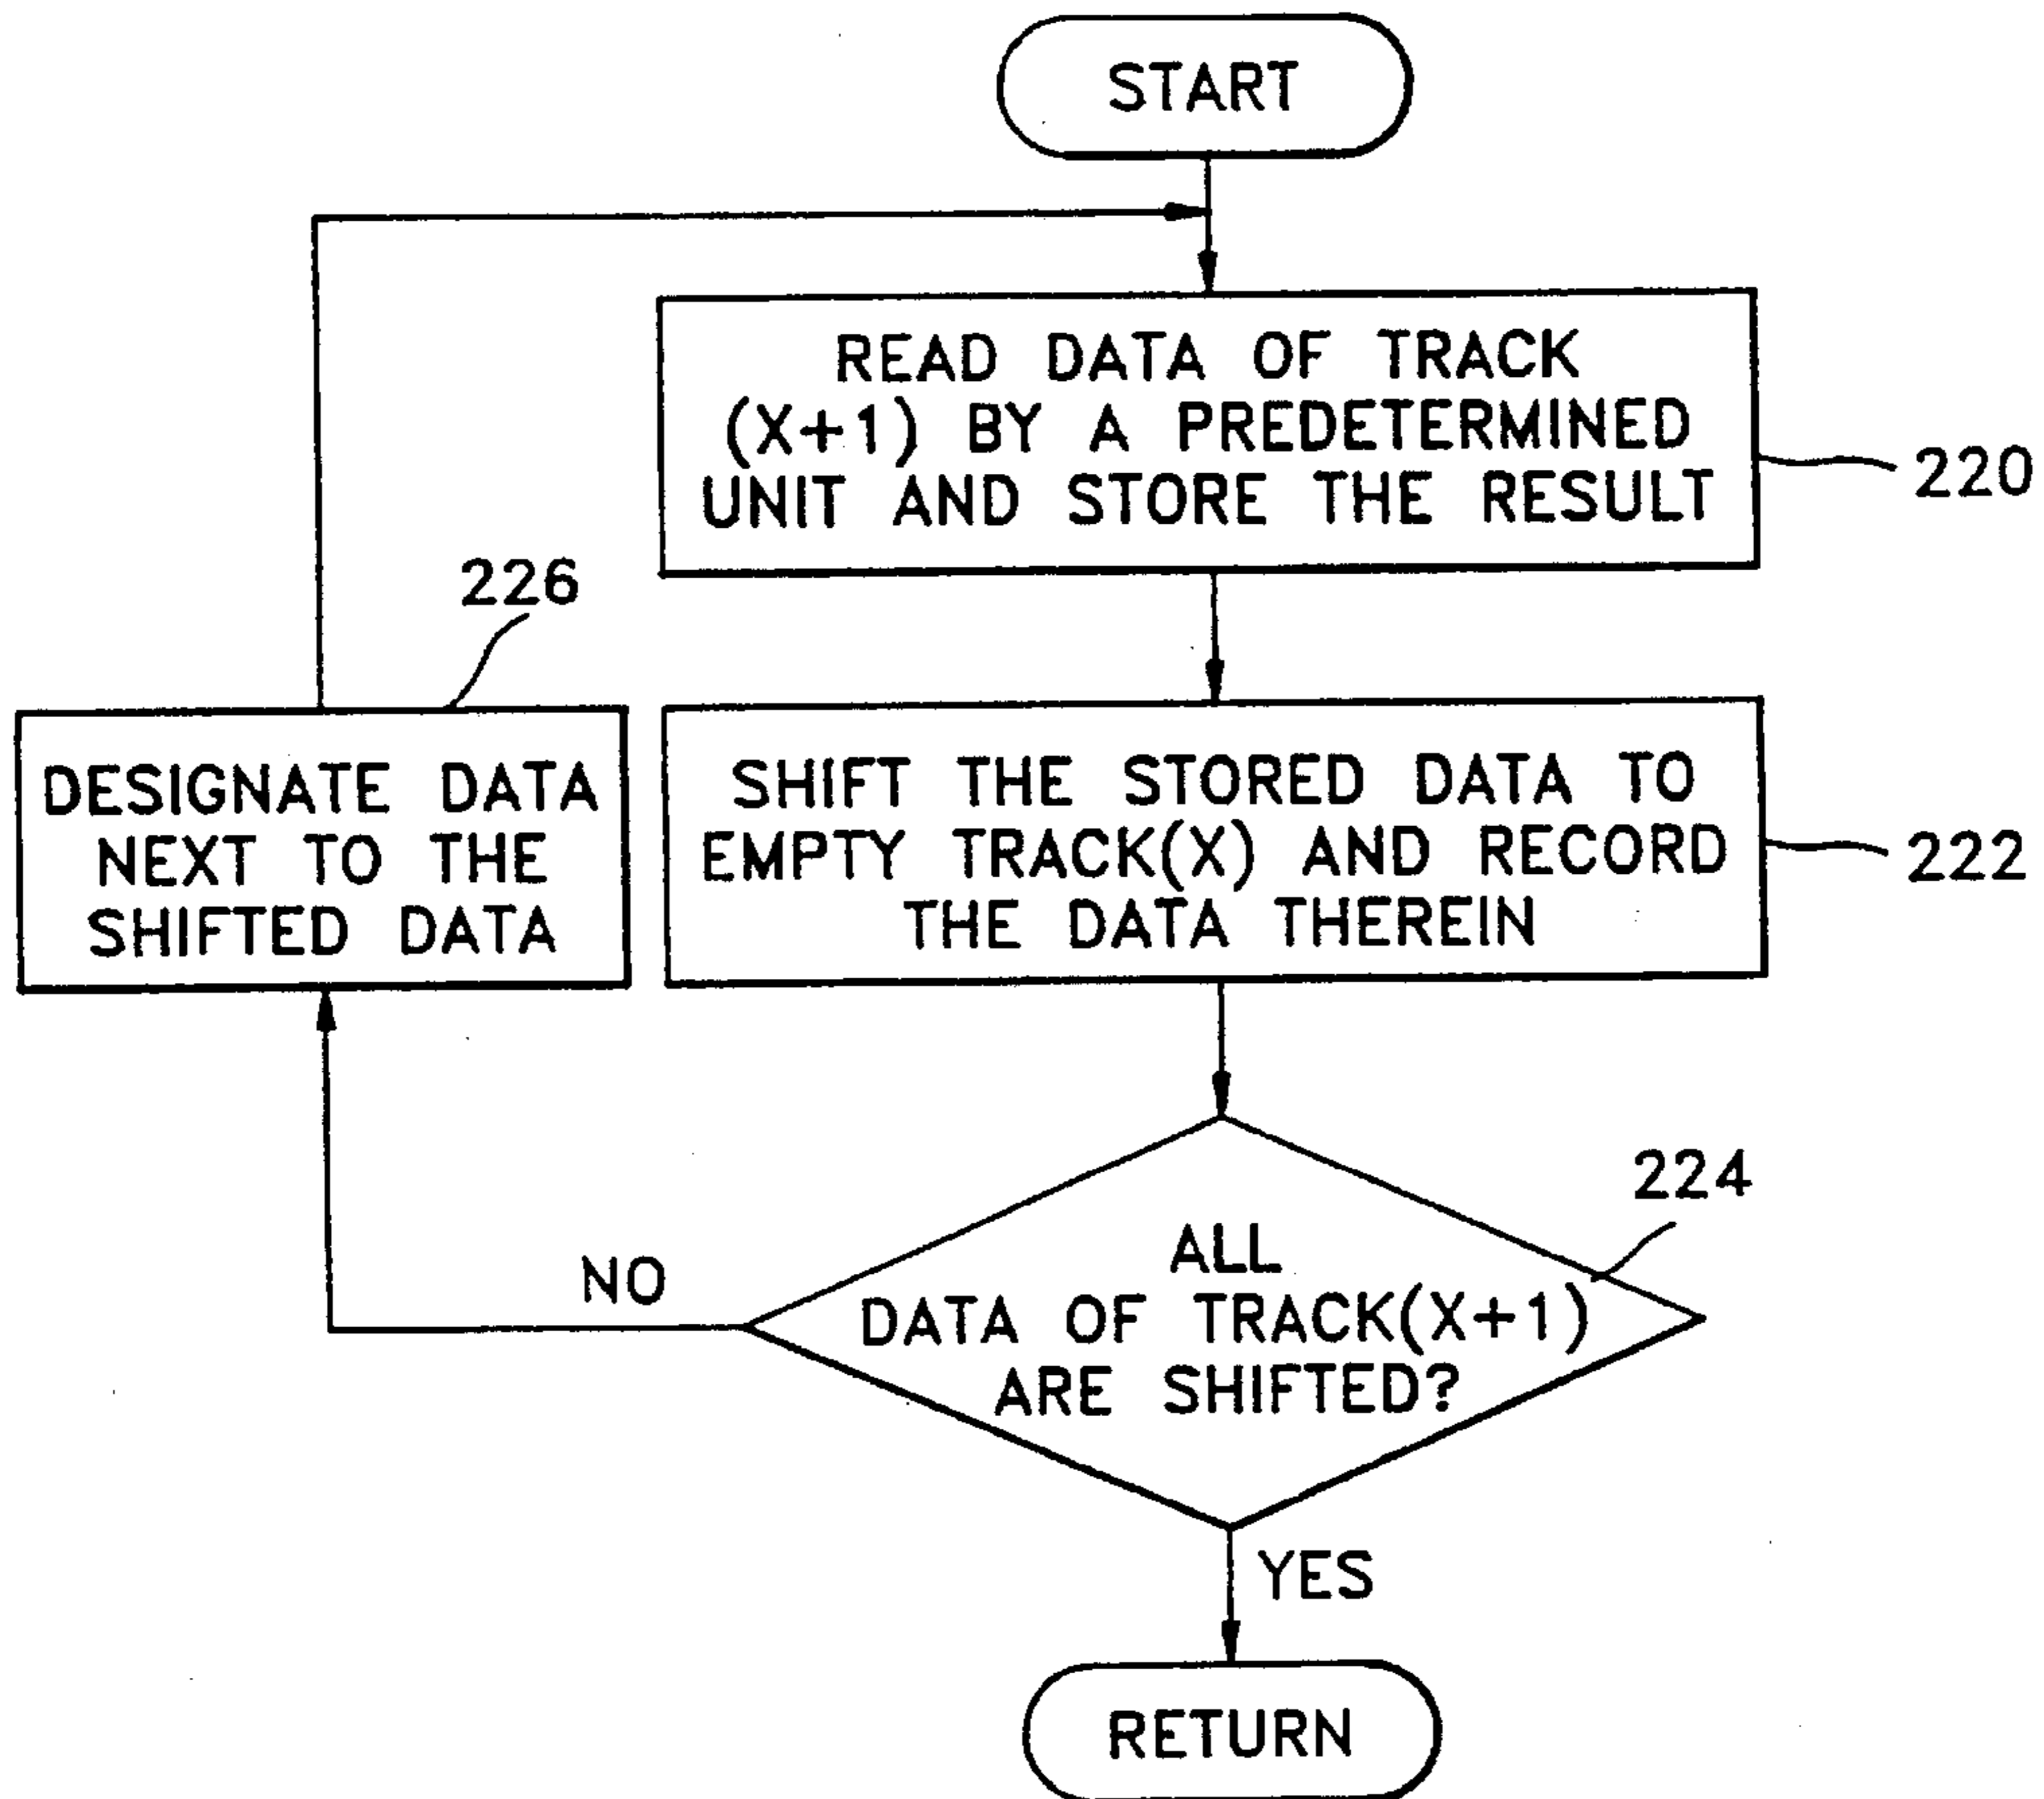 START
READ DATA OF TRACK
(X+1) BY A PREDETERMINED
UNIT AND STORE THE RESULT
220
226
DESIGNATE DATA
NEXT TO THE
SHIFTED DATA
SHIFT THE STORED DATA TO
EMPTY TRACK(X) AND RECORD
THE DATA THEREIN
222
224
ALL
DATA OF TRACK(X+1)
ARE SHIFTED?
NO
YES
RETURN